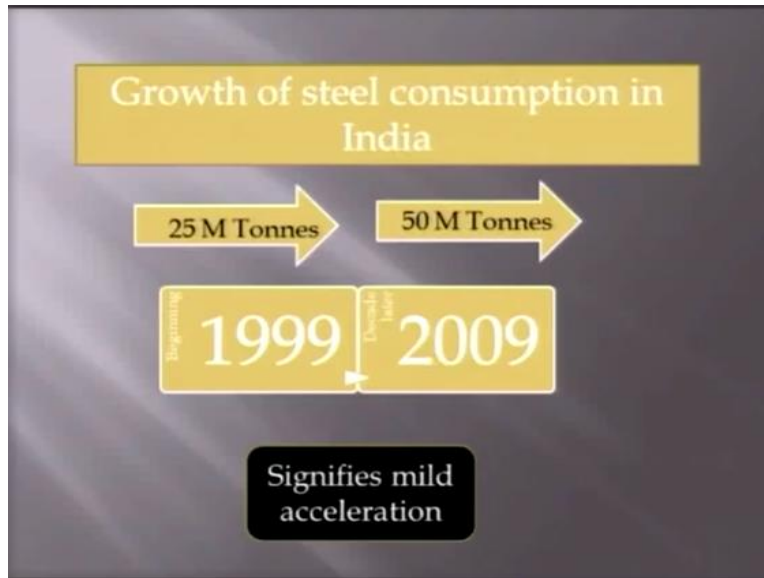 Growth of steel consumption in
India
25 M Tonnes
50 M Tonnes
Beginning
1999
Decade
later
2009
Signifies mild
acceleration